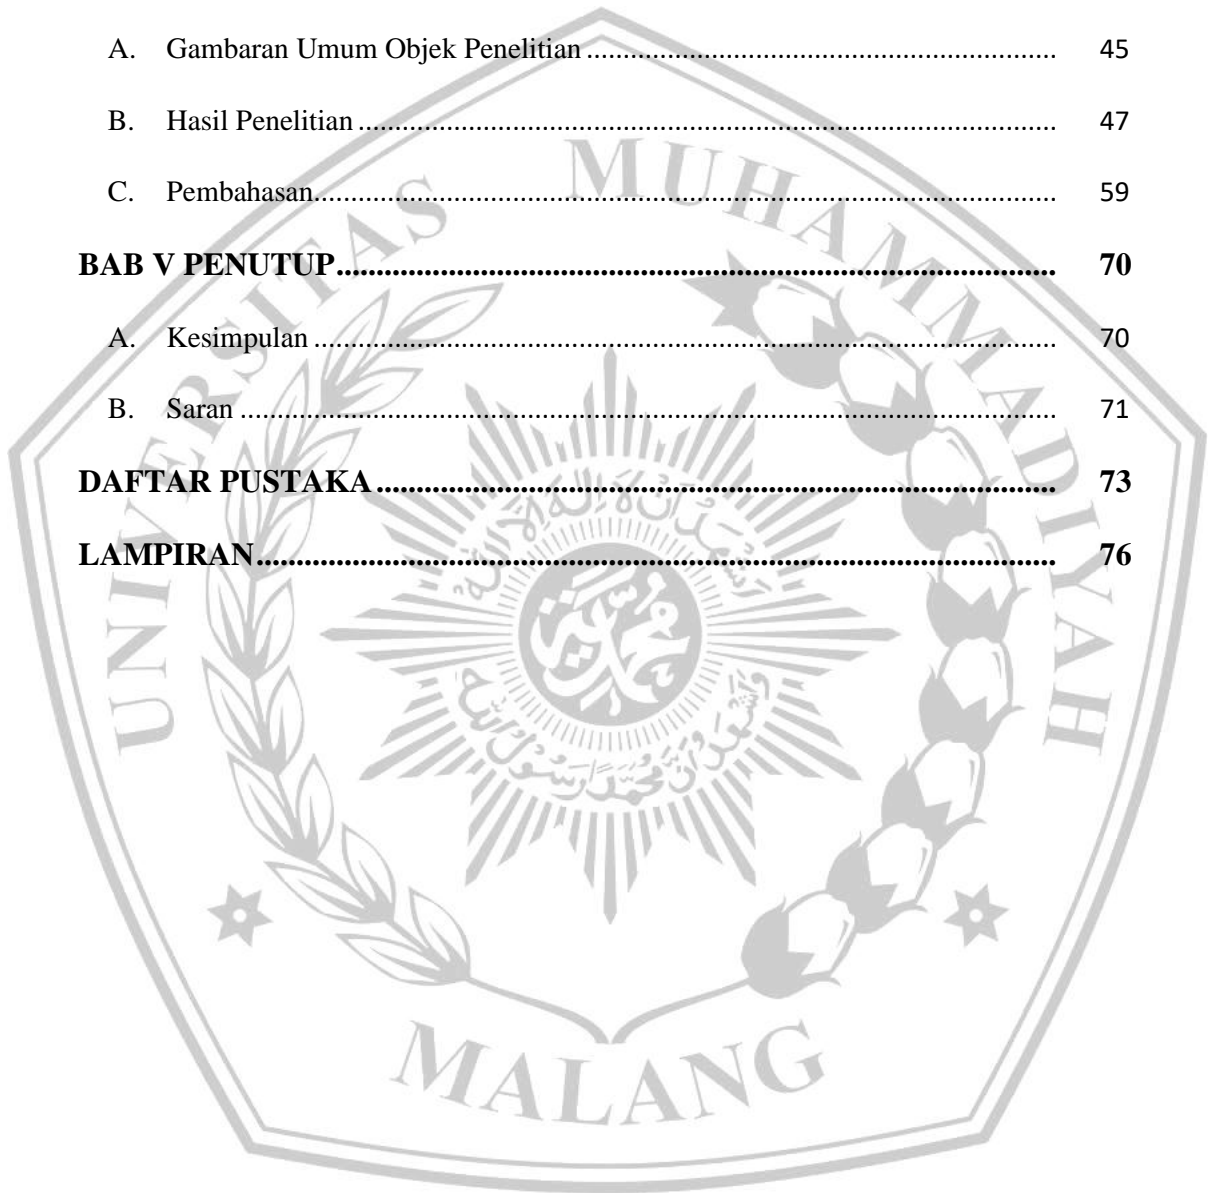 A. Gambaran Umum Objek Penelitian ................................................................ 45
B. Hasil Penelitian ................................................................ 47
C. Pembahasan ................................................................ 59
BAB V PENUTUP ................................................................ 70
A. Kesimpulan ................................................................ 70
B. Saran ................................................................ 71
DAFTAR PUSTAKA ................................................................ 73
LAMPIRAN ................................................................ 76
UNIVERSITAS MUHAMMADIYAH
MALANG